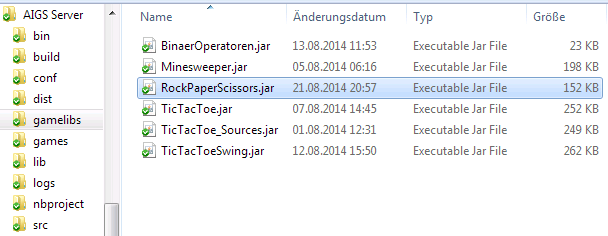 AIGS Server
bin
build
conf
dist
gamelibs
games
lib
logs
nbproject
src
Name Änderungsdatum Typ Größe
BinaerOperatoren.jar 13.08.2014 11:53 Executable Jar File 23 KB
Minesweeper.jar 05.08.2014 06:16 Executable Jar File 198 KB
RockPaperScissors.jar 21.08.2014 20:57 Executable Jar File 152 KB
TicTacToe.jar 07.08.2014 14:45 Executable Jar File 252 KB
TicTacToe_Sources.jar 01.08.2014 12:31 Executable Jar File 249 KB
TicTacToeSwing.jar 12.08.2014 15:50 Executable Jar File 262 KB